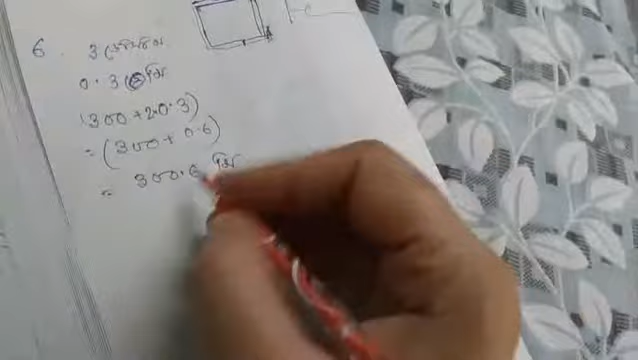 6. 3 ডেসিমি
0.3 মি
(300 + 2.0.3)
= (300 + 0.6)
= 300.6 মি